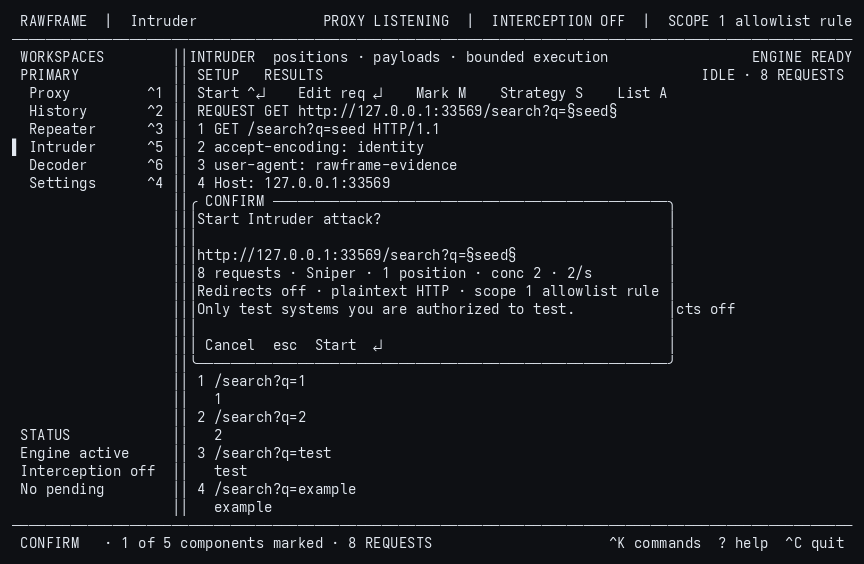 RAWFRAME | Intruder PROXY LISTENING | INTERCEPTION OFF | SCOPE 1 allowlist rule
WORKSPACES INTRUDER positions · payloads · bounded execution ENGINE READY
PRIMARY SETUP RESULTS IDLE · 8 REQUESTS
Proxy ^1 Start ^↲ Edit req ↲ Mark M Strategy S List A
History ^2 REQUEST GET http://127.0.0.1:33569/search?q=§seed§
Repeater ^3 1 GET /search?q=seed HTTP/1.1
Intruder ^5 2 accept-encoding: identity
Decoder ^6 3 user-agent: rawframe-evidence
Settings ^4 4 Host: 127.0.0.1:33569
CONFIRM
Start Intruder attack?
http://127.0.0.1:33569/search?q=§seed§
8 requests · Sniper · 1 position · conc 2 · 2/s
Redirects off · plaintext HTTP · scope 1 allowlist rule
Only test systems you are authorized to test. cts off
Cancel esc Start ↲
1 /search?q=1
1
2 /search?q=2
STATUS 2
Engine active 3 /search?q=test
Interception off test
No pending 4 /search?q=example
example
CONFIRM · 1 of 5 components marked · 8 REQUESTS ^K commands ? help ^C quit